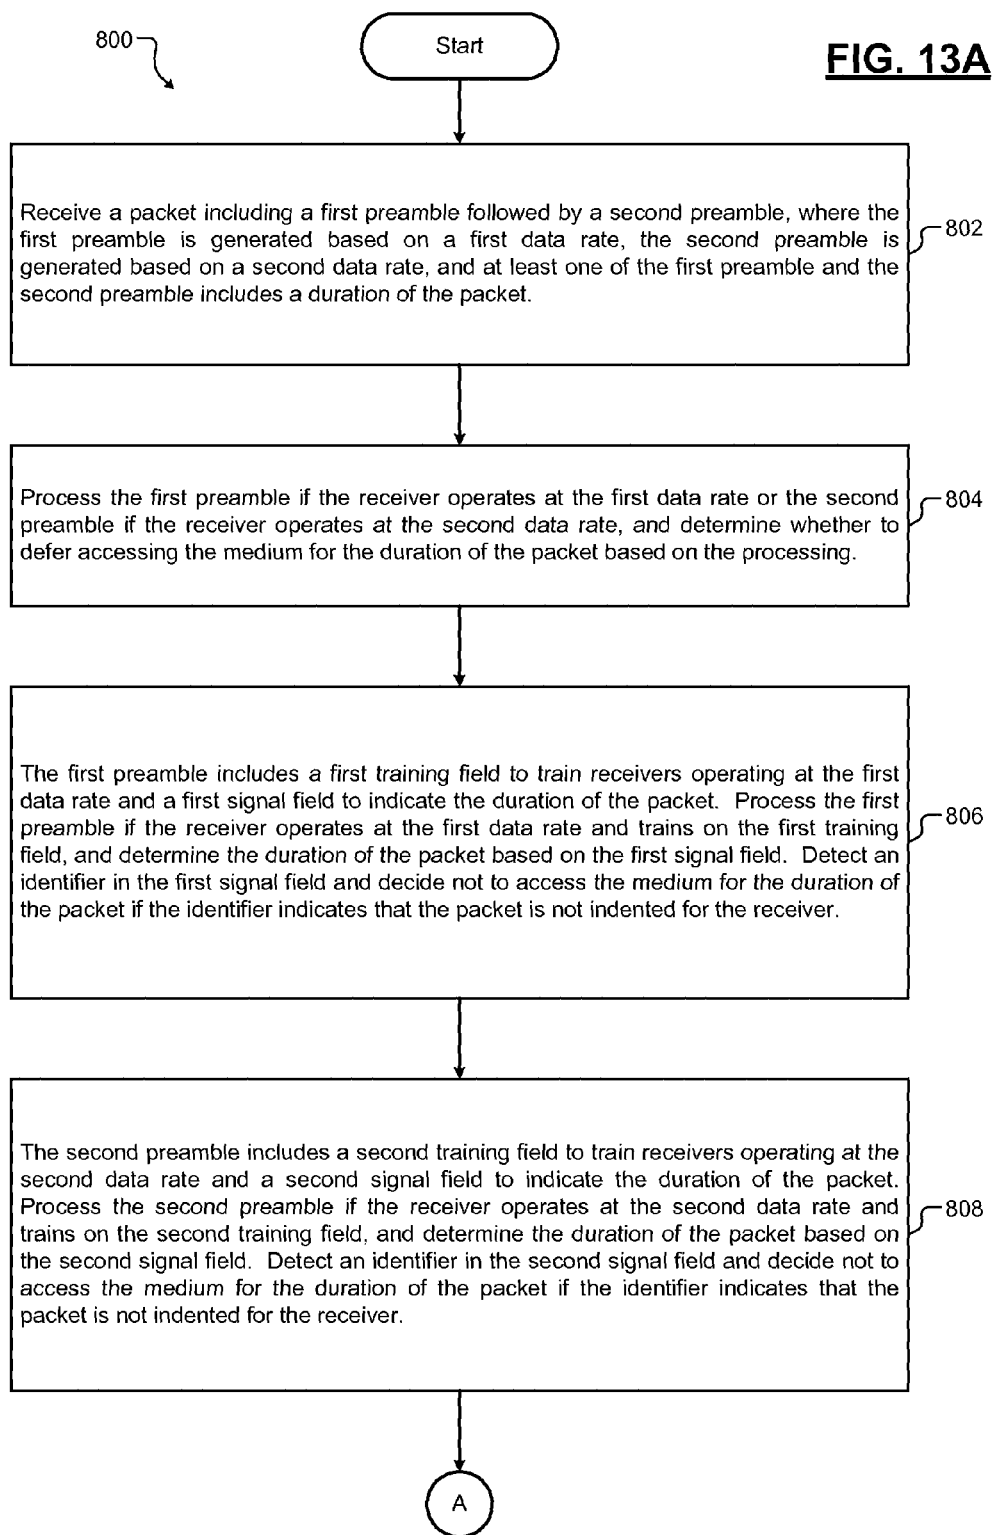 800
Start
FIG. 13A
Receive a packet including a first preamble followed by a second preamble, where the
first preamble is generated based on a first data rate, the second preamble is
generated based on a second data rate, and at least one of the first preamble and the
second preamble includes a duration of the packet.
802
Process the first preamble if the receiver operates at the first data rate or the second
preamble if the receiver operates at the second data rate, and determine whether to
defer accessing the medium for the duration of the packet based on the processing.
804
The first preamble includes a first training field to train receivers operating at the first
data rate and a first signal field to indicate the duration of the packet. Process the first
preamble if the receiver operates at the first data rate and trains on the first training
field, and determine the duration of the packet based on the first signal field. Detect an
identifier in the first signal field and decide not to access the medium for the duration of
the packet if the identifier indicates that the packet is not indented for the receiver.
806
The second preamble includes a second training field to train receivers operating at the
second data rate and a second signal field to indicate the duration of the packet.
Process the second preamble if the receiver operates at the second data rate and
trains on the second training field, and determine the duration of the packet based on
the second signal field. Detect an identifier in the second signal field and decide not to
access the medium for the duration of the packet if the identifier indicates that the
packet is not indented for the receiver.
808
A